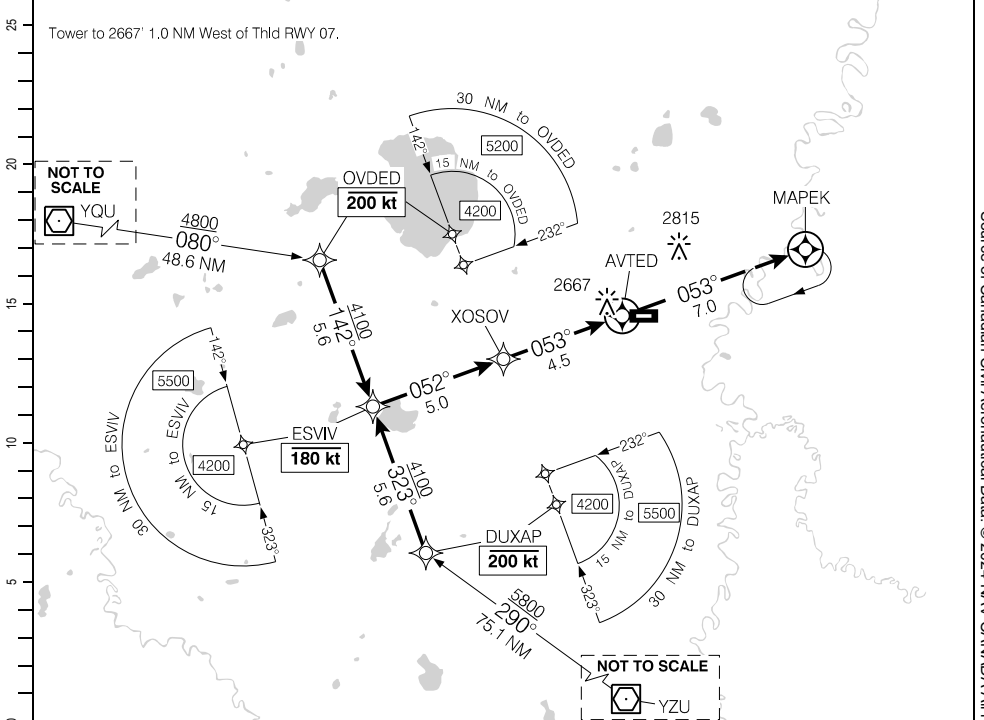 25
20
15
10
5
Tower to 2667' 1.0 NM West of Thld RWY 07.
NOT TO
SCALE
YQU
4800
080°
48.6 NM
OVDED
200 kt
30 NM to OVDED
5200
142°
15 NM to OVDED
4200
232°
MAPEK
2815
AVTED
2667
053°
7.0
XOSOV
053°
4.5
4100
142°
5.6
052°
5.0
142°
5500
30 NM to ESVIV
15 NM to ESVIV
4200
323°
ESVIV
180 kt
4100
323°
5.6
DUXAP
200 kt
232°
4200
5500
15 NM to DUXAP
30 NM to DUXAP
323°
5800
290°
75.1 NM
NOT TO SCALE
YZU